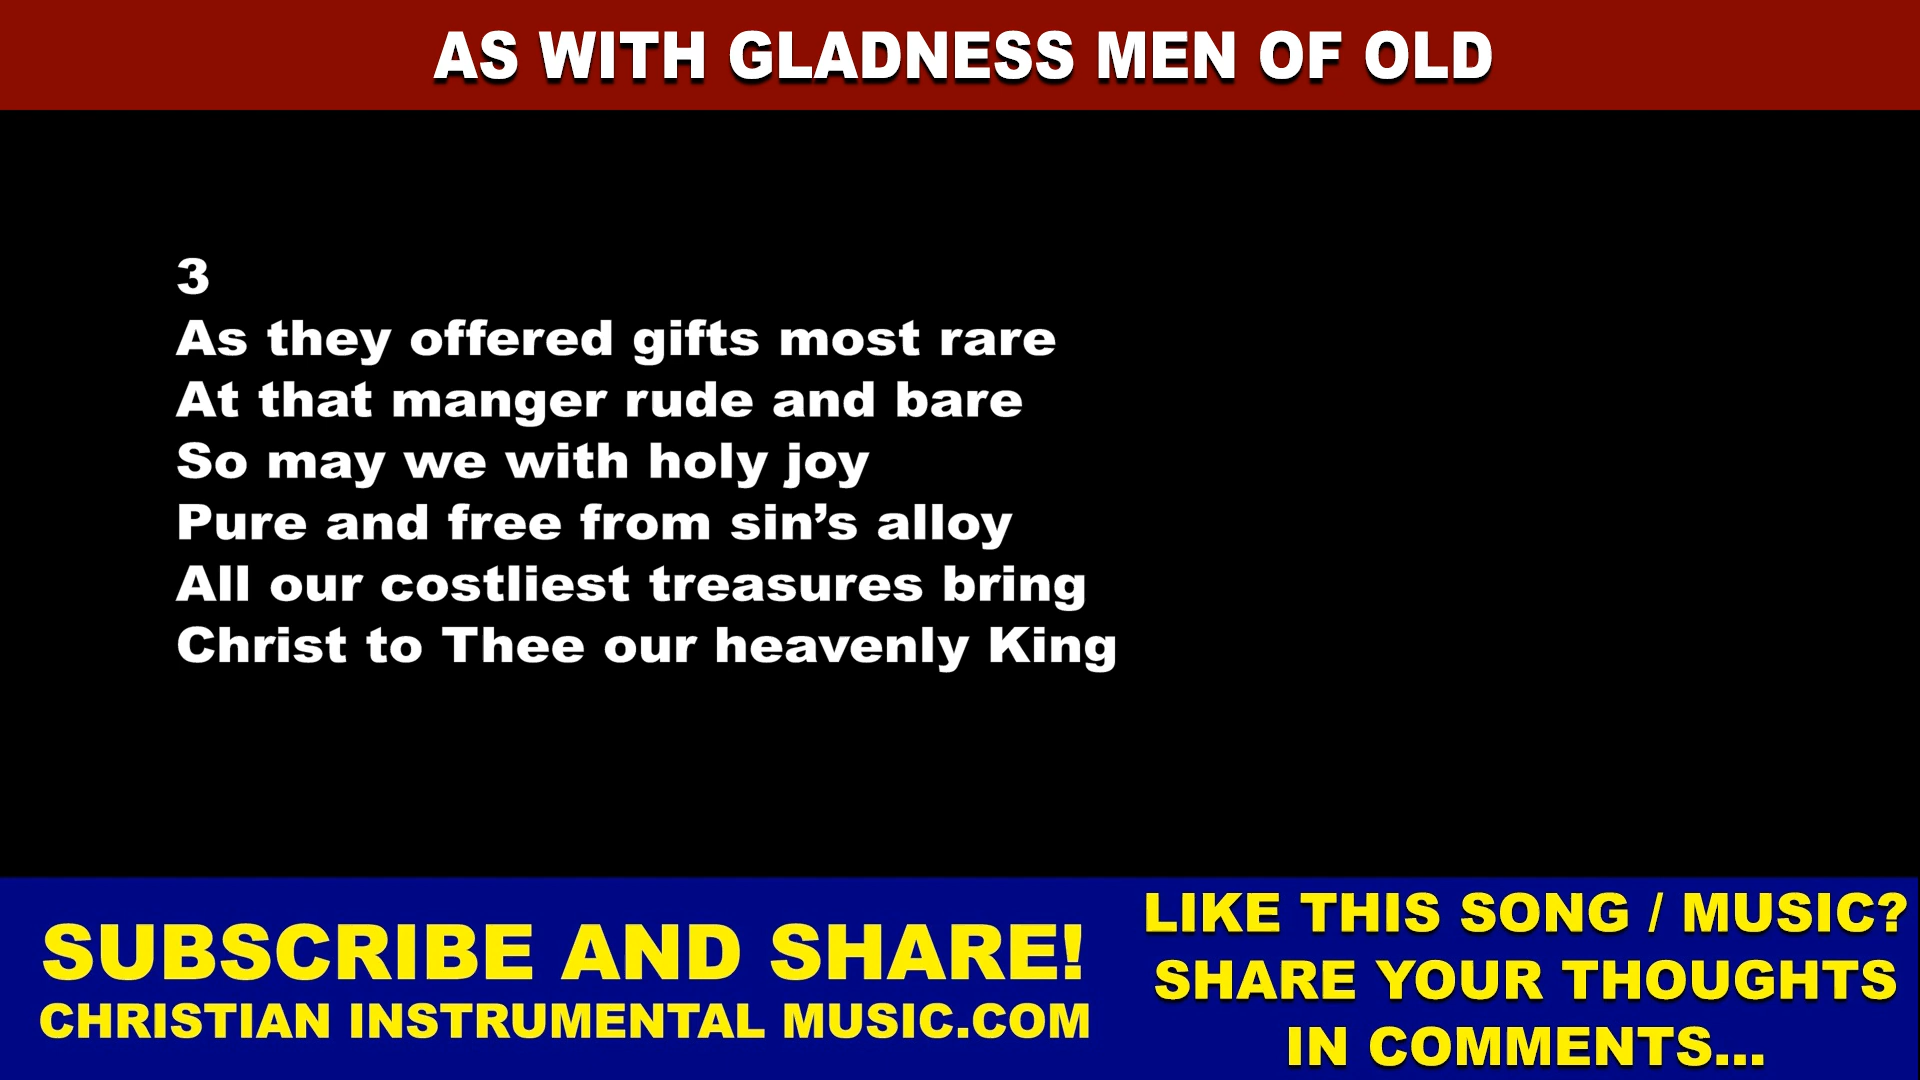 AS WITH GLADNESS MEN OF OLD
3
As they offered gifts most rare
At that manger rude and bare
So may we with holy joy
Pure and free from sin’s alloy
All our costliest treasures bring
Christ to Thee our heavenly King
SUBSCRIBE AND SHARE!
CHRISTIAN INSTRUMENTAL MUSIC.COM
LIKE THIS SONG / MUSIC?
SHARE YOUR THOUGHTS
IN COMMENTS...